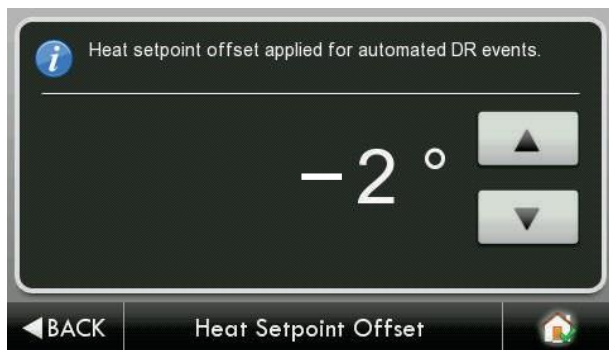 Heat setpoint offset applied for automated DR events.
−2 °
BACK
Heat Setpoint Offset